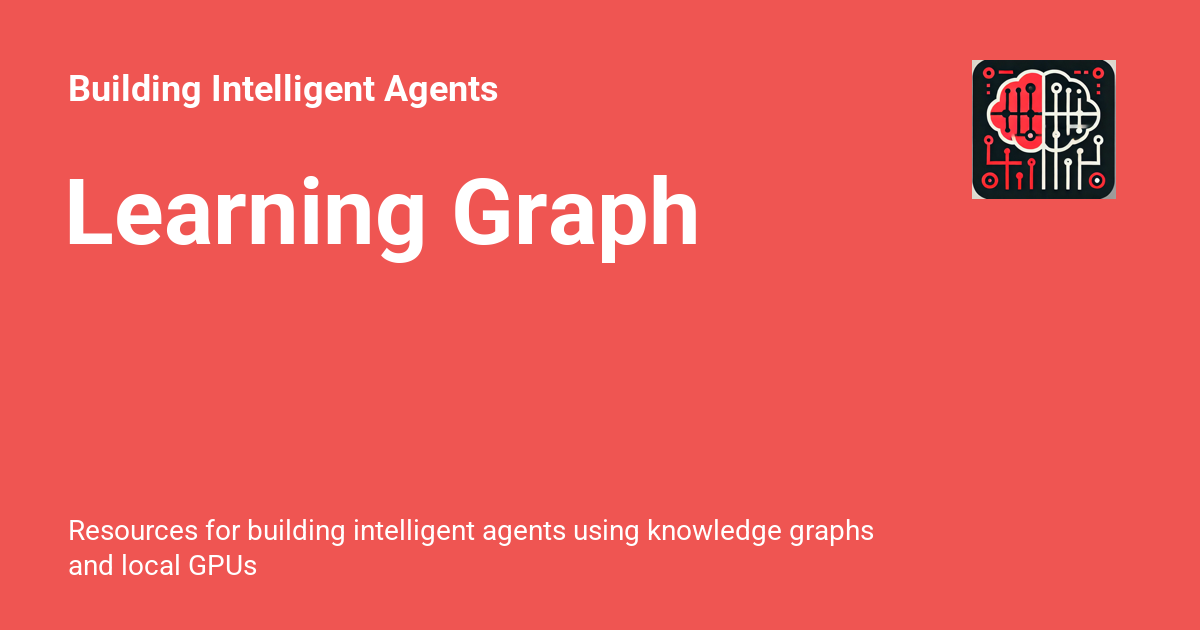 Building Intelligent Agents
Learning Graph
Resources for building intelligent agents using knowledge graphs
and local GPUs